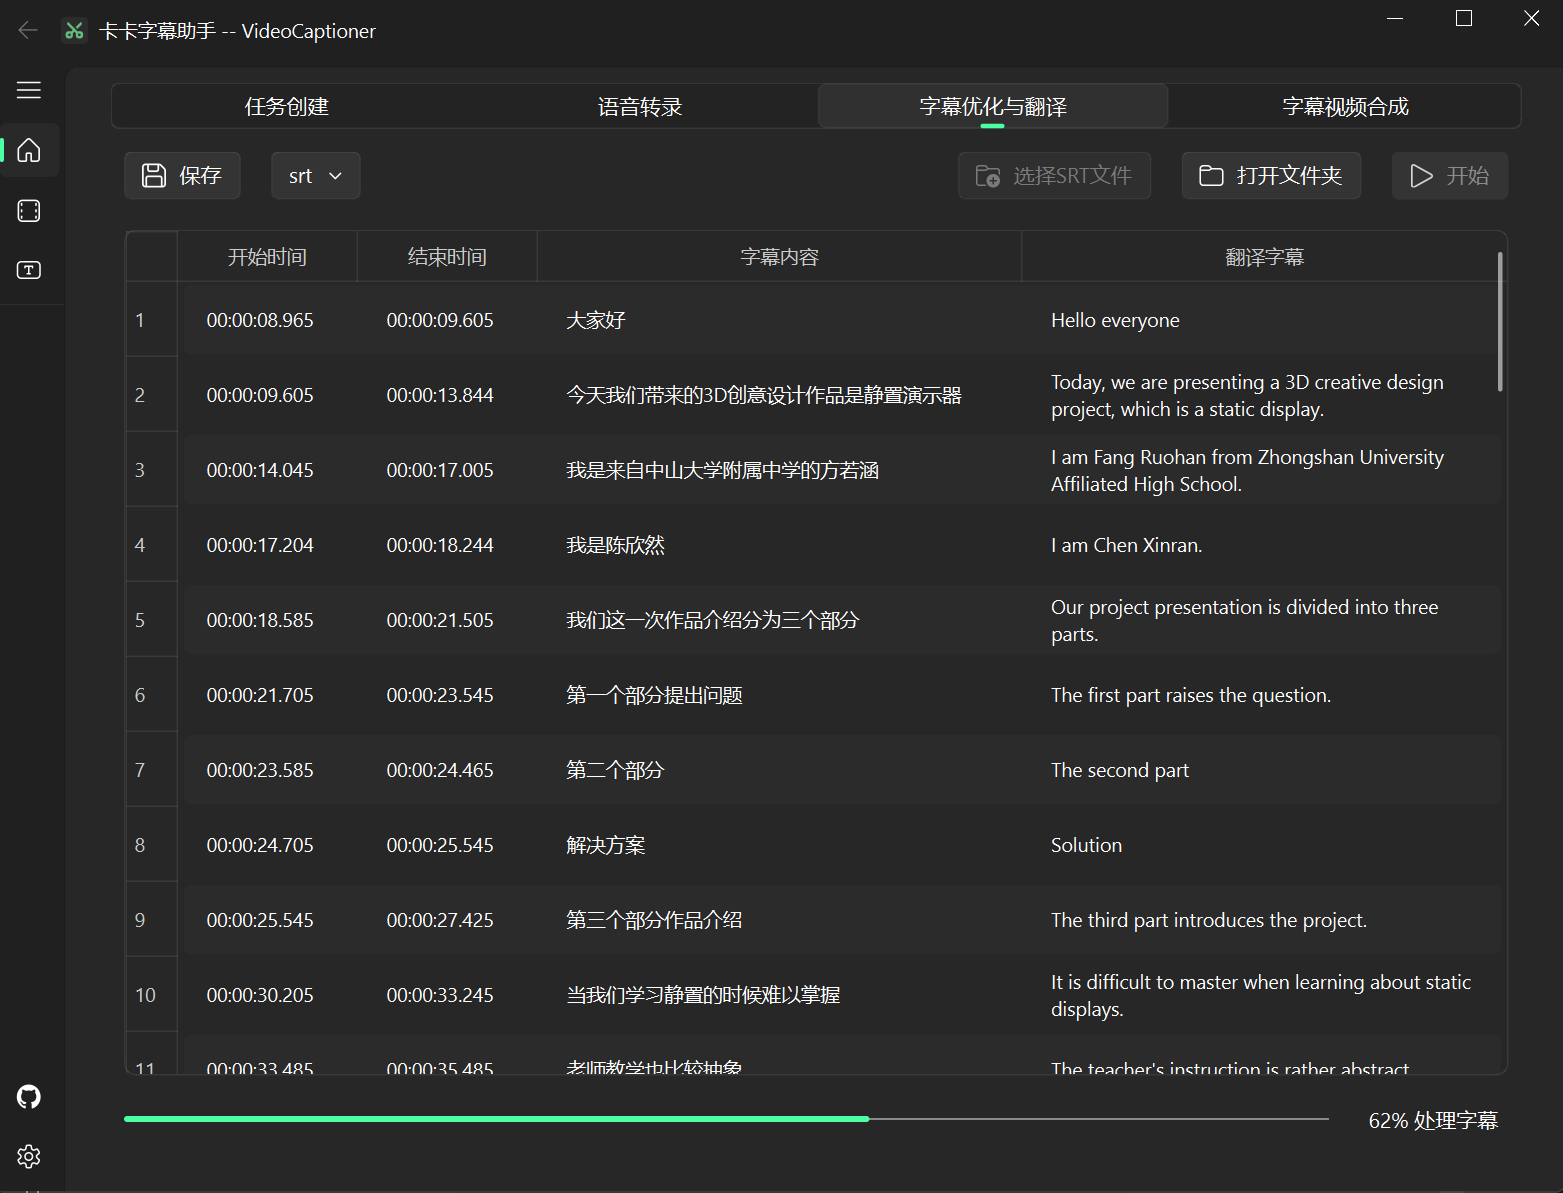 卡卡字幕助手 -- VideoCaptioner
任务创建
语音转录
字幕优化与翻译
字幕视频合成
保存
srt
选择SRT文件
打开文件夹
开始
开始时间
结束时间
字幕内容
翻译字幕
1
00:00:08.965
00:00:09.605
大家好
Hello everyone
2
00:00:09.605
00:00:13.844
今天我们带来的3D创意设计作品是静置演示器
Today, we are presenting a 3D creative design
project, which is a static display.
3
00:00:14.045
00:00:17.005
我是来自中山大学附属中学的方若涵
I am Fang Ruohan from Zhongshan University
Affiliated High School.
4
00:00:17.204
00:00:18.244
我是陈欣然
I am Chen Xinran.
5
00:00:18.585
00:00:21.505
我们这一次作品介绍分为三个部分
Our project presentation is divided into three
parts.
6
00:00:21.705
00:00:23.545
第一个部分提出问题
The first part raises the question.
7
00:00:23.585
00:00:24.465
第二个部分
The second part
8
00:00:24.705
00:00:25.545
解决方案
Solution
9
00:00:25.545
00:00:27.425
第三个部分作品介绍
The third part introduces the project.
10
00:00:30.205
00:00:33.245
当我们学习静置的时候难以掌握
It is difficult to master when learning about static
displays.
11
00:00:33.485
00:00:35.485
老师教学也比较抽象
The teacher's instruction is rather abstract
62% 处理字幕